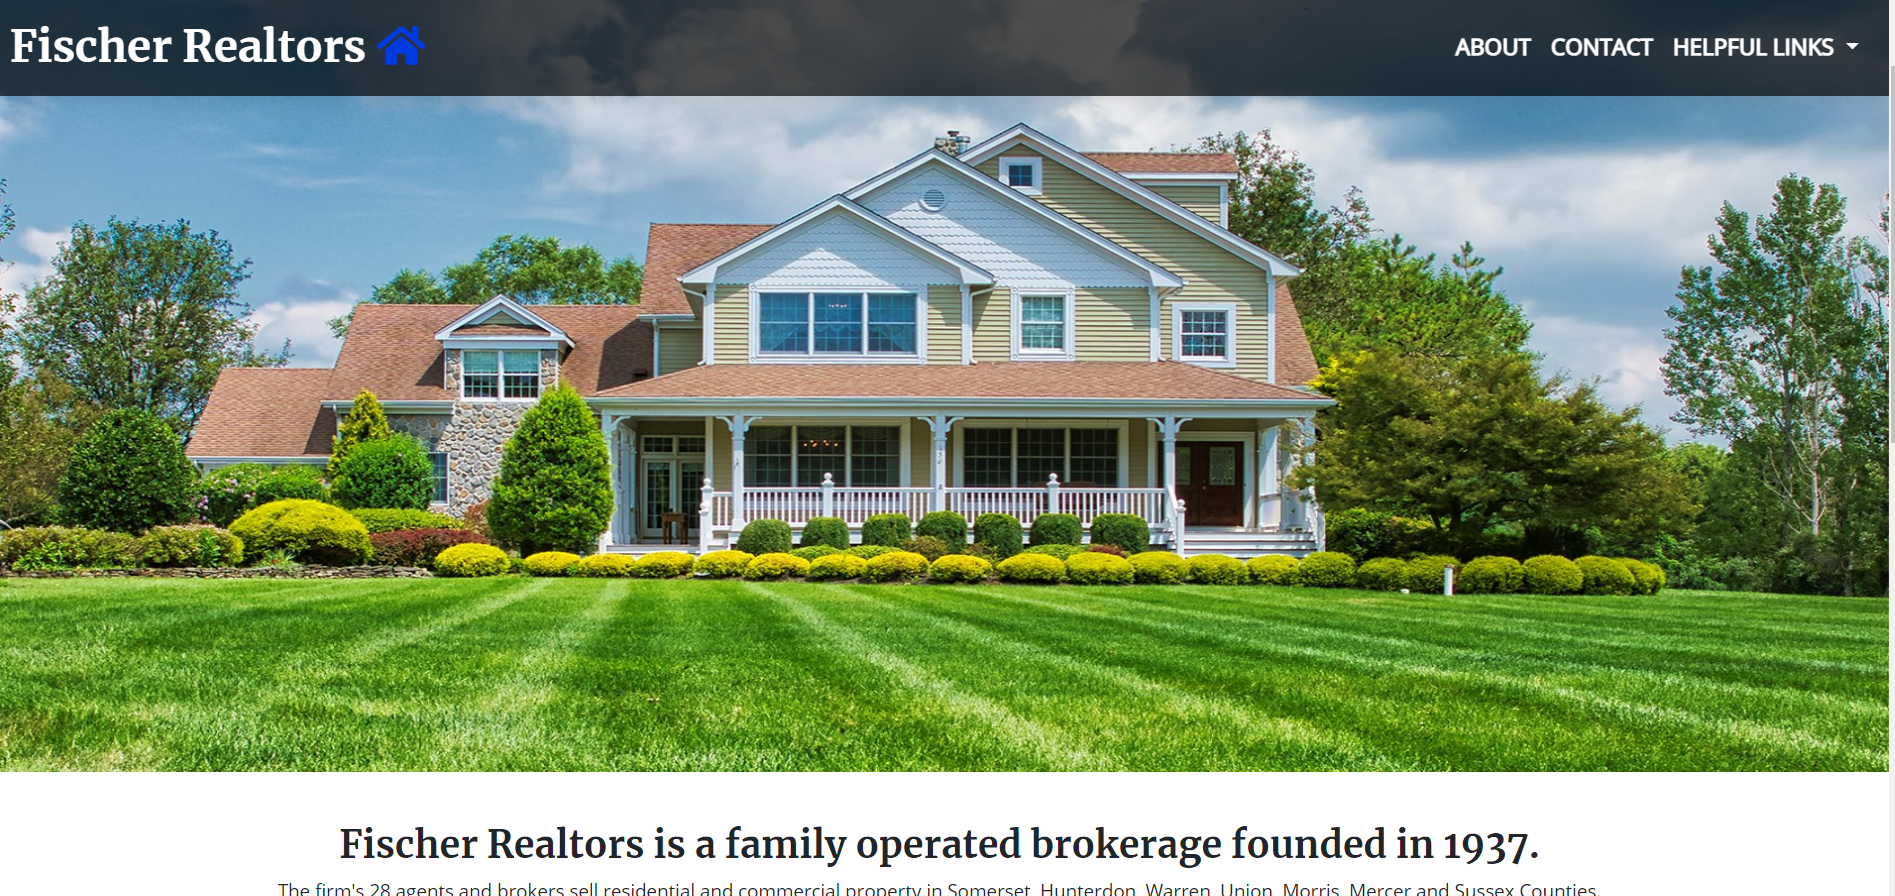 Fischer Realtors
ABOUT CONTACT HELPFUL LINKS
Fischer Realtors is a family operated brokerage founded in 1937.
The firm's 28 agents and brokers sell residential and commercial property in Somerset, Hunterdon, Warren, Union, Morris, Mercer and Sussex Counties.